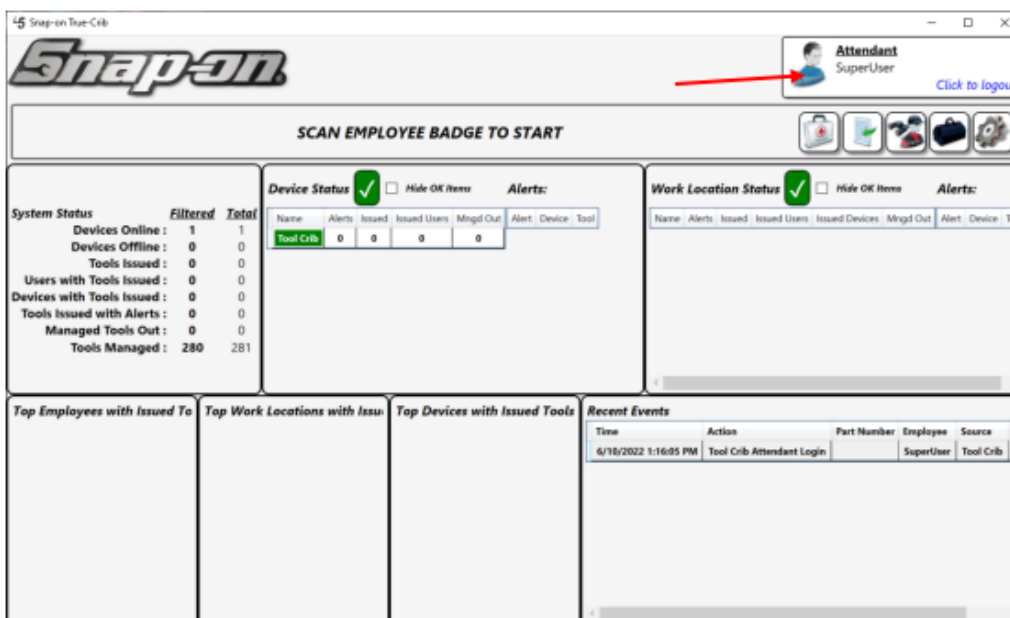 Snap-on True-Crib
Snap-on
Attendant
SuperUser
Click to logou
SCAN EMPLOYEE BADGE TO START
System Status Filtered Total
Devices Online : 1 1
Devices Offline : 0 0
Tools Issued : 0 0
Users with Tools Issued : 0 0
Devices with Tools Issued : 0 0
Tools Issued with Alerts : 0 0
Managed Tools Out : 0 0
Tools Managed : 280 281
Device Status Hide OK Items Alerts:
Name Alerts Issued Issued Users Mngd Out Alert Device Tool
Tool Crib 0 0 0 0
Work Location Status Hide OK Items Alerts:
Name Alerts Issued Issued Users Issued Devices Mngd Out Alert Device T
Top Employees with Issued To
Top Work Locations with Issu
Top Devices with Issued Tools
Recent Events
Time Action Part Number Employee Source
6/10/2022 1:16:05 PM Tool Crib Attendant Login SuperUser Tool Crib